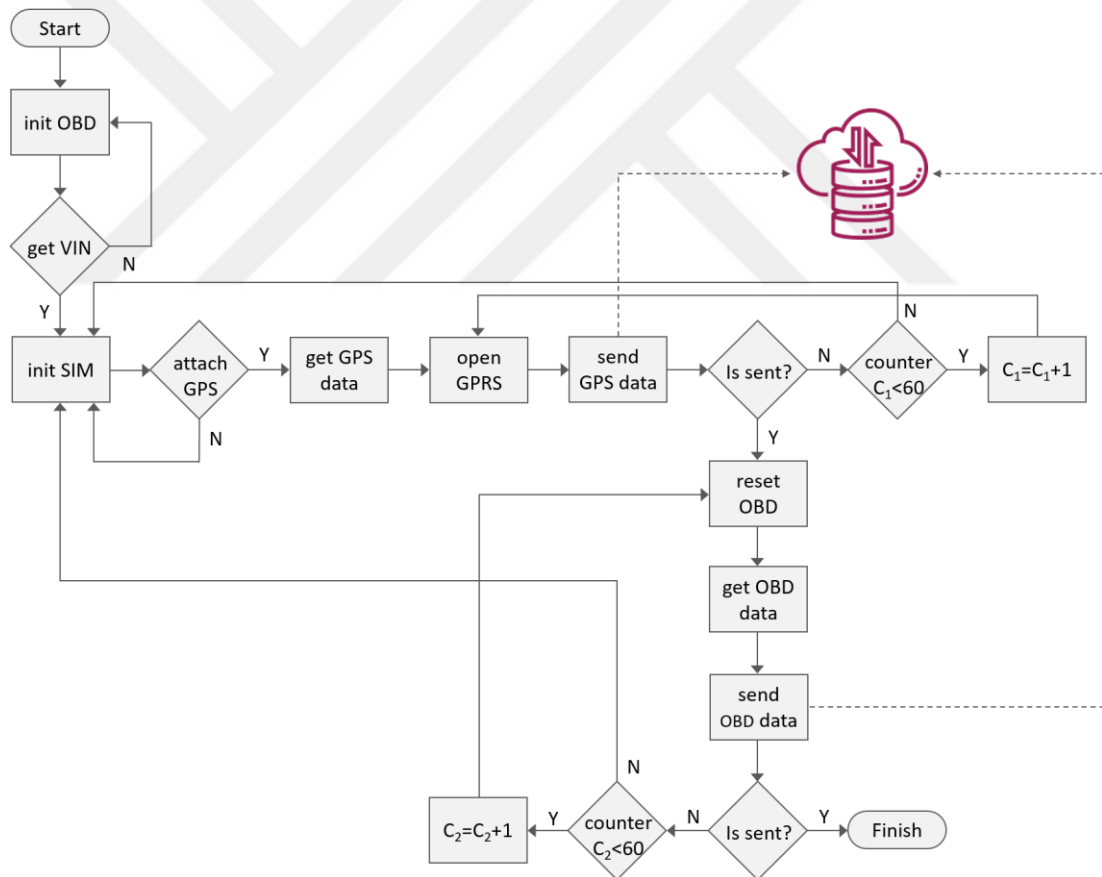 Start
init OBD
get VIN
N
Y
N
init SIM
attach
GPS
Y
get GPS
data
open
GPRS
send
GPS data
Is sent?
N
counter
C₁<60
Y
C₁=C₁+1
N
Y
reset
OBD
get OBD
data
send
OBD data
N
C₂=C₂+1
Y
counter
C₂<60
N
Is sent?
Y
Finish